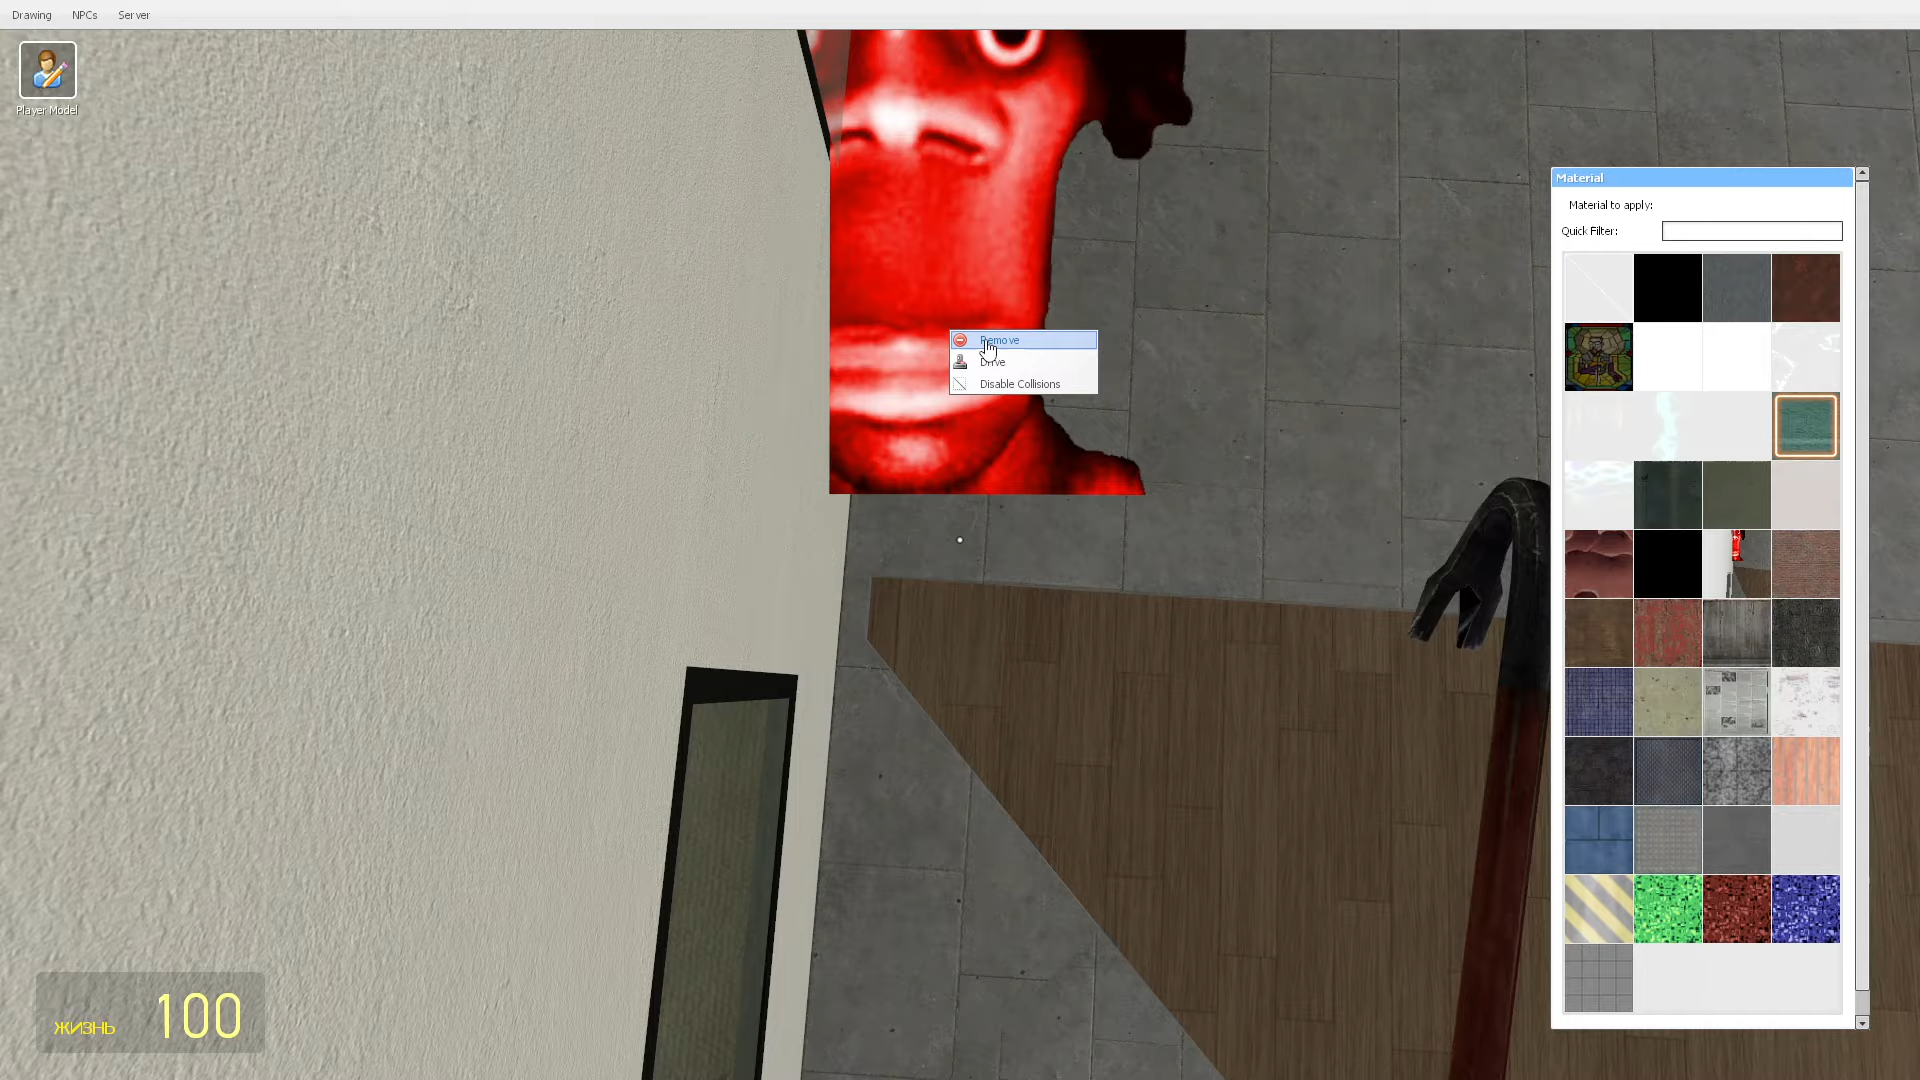 Drawing NPCs Server
Player Model
Material
Material to apply:
Quick Filter:
Remove
Drive
Disable Collisions
ЖИЗНЬ 100